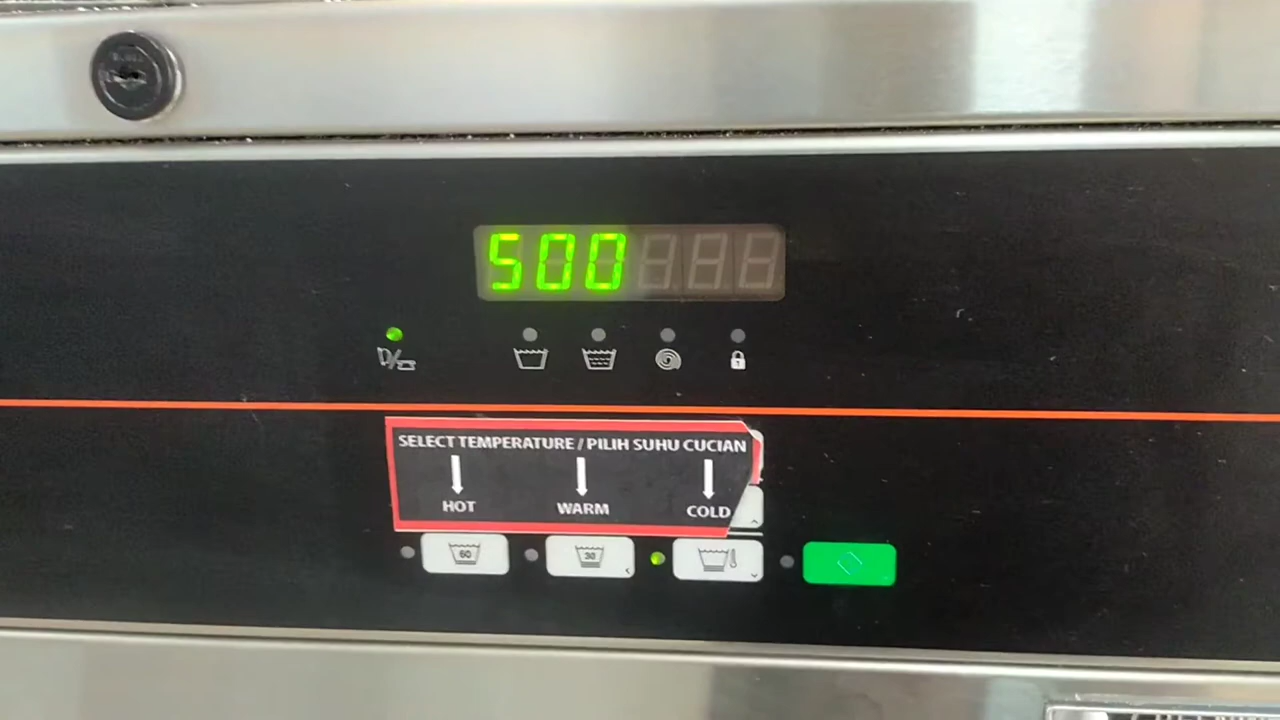 500
SELECT TEMPERATURE / PILIH SUHU CUCIAN
HOT WARM COLD
60 30